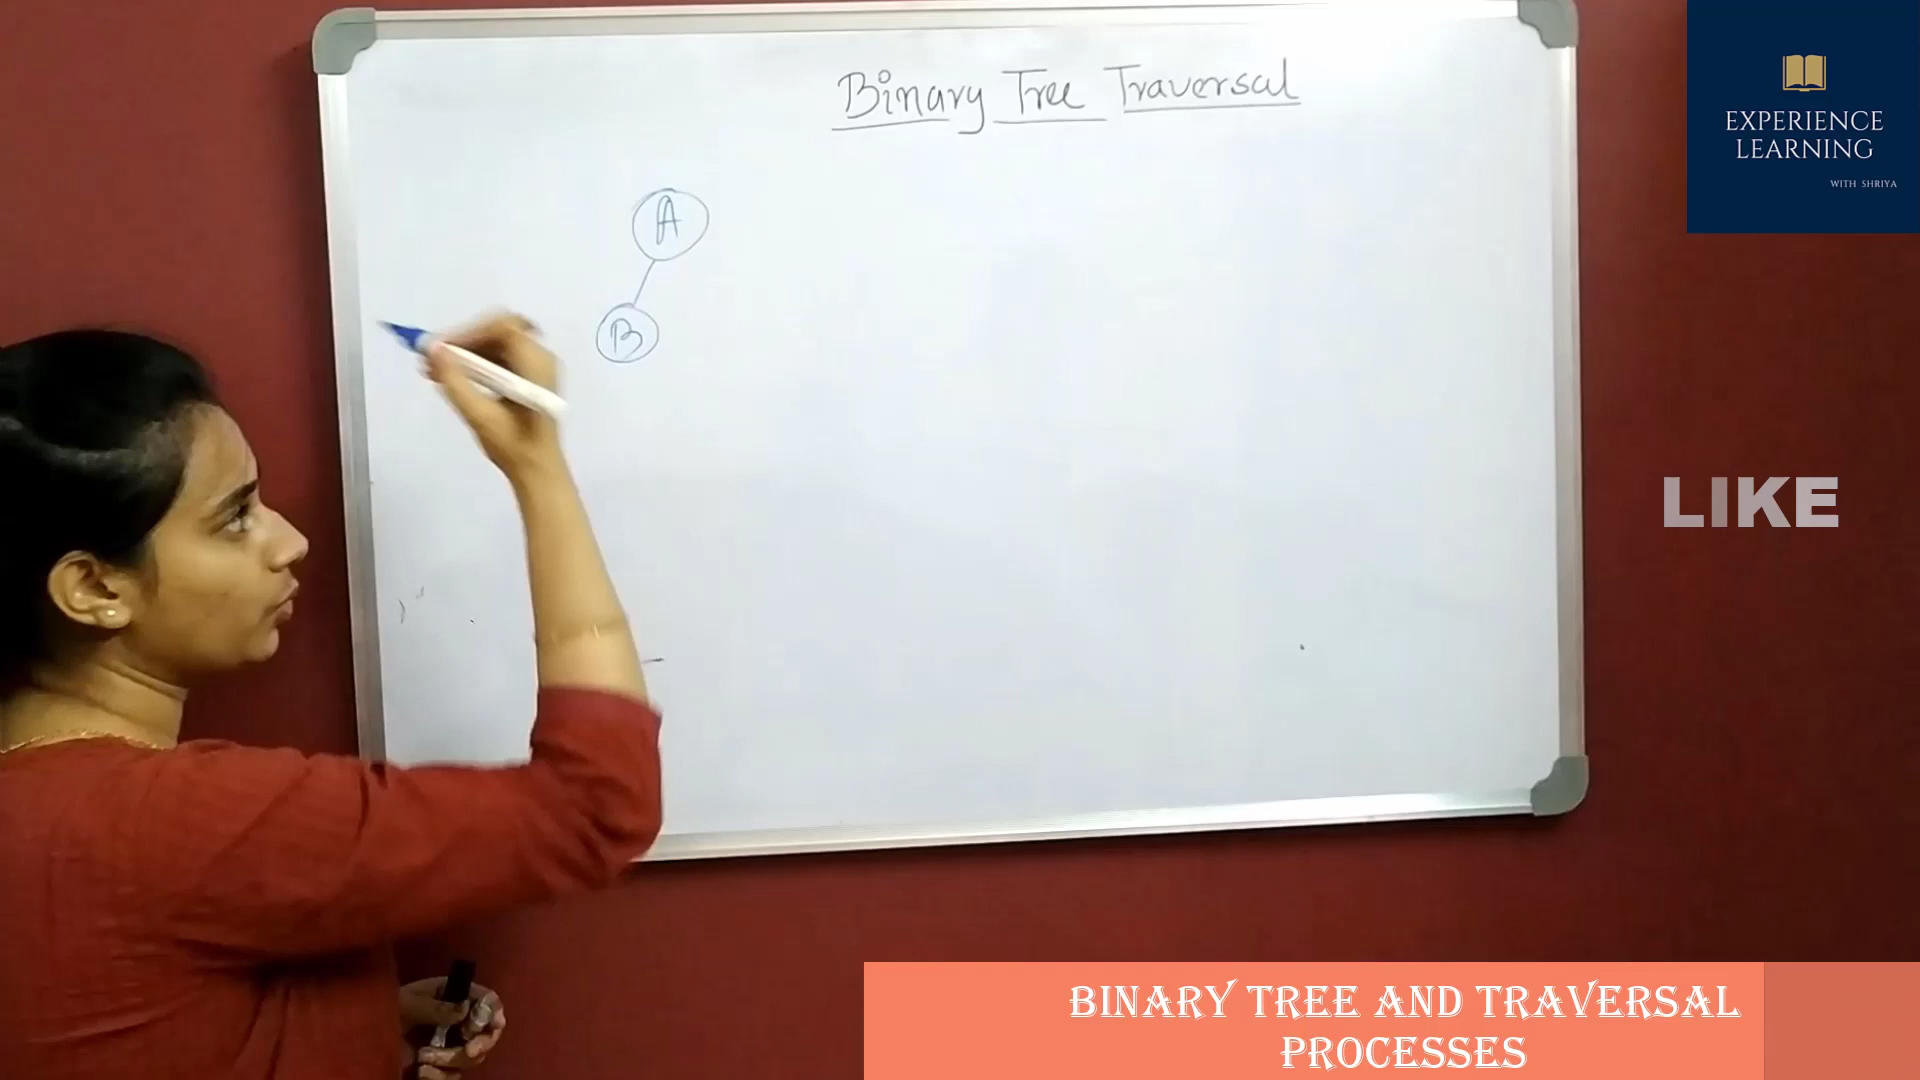 Binary Tree Traversal
A
B
EXPERIENCE
LEARNING
WITH SHRIYA
LIKE
BINARY TREE AND TRAVERSAL
PROCESSES